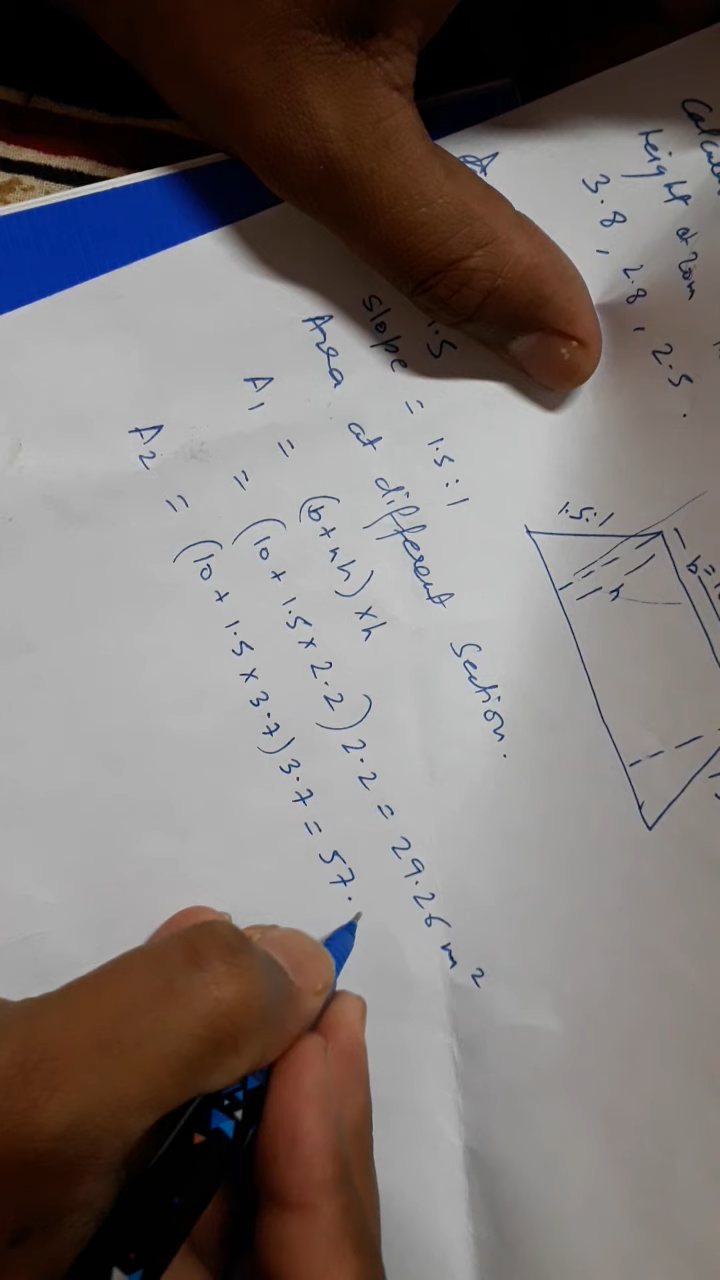 height at 20m
3.8, 2.8, 2.5.
1.5
slope = 1.5:1
1.5:1
h
Area at different Section.
A1 = (b+nh)×h
= (10 + 1.5 × 2.2) 2.2 = 29.26 m²
A2 = (10 + 1.5 × 3.7) 3.7 = 57.